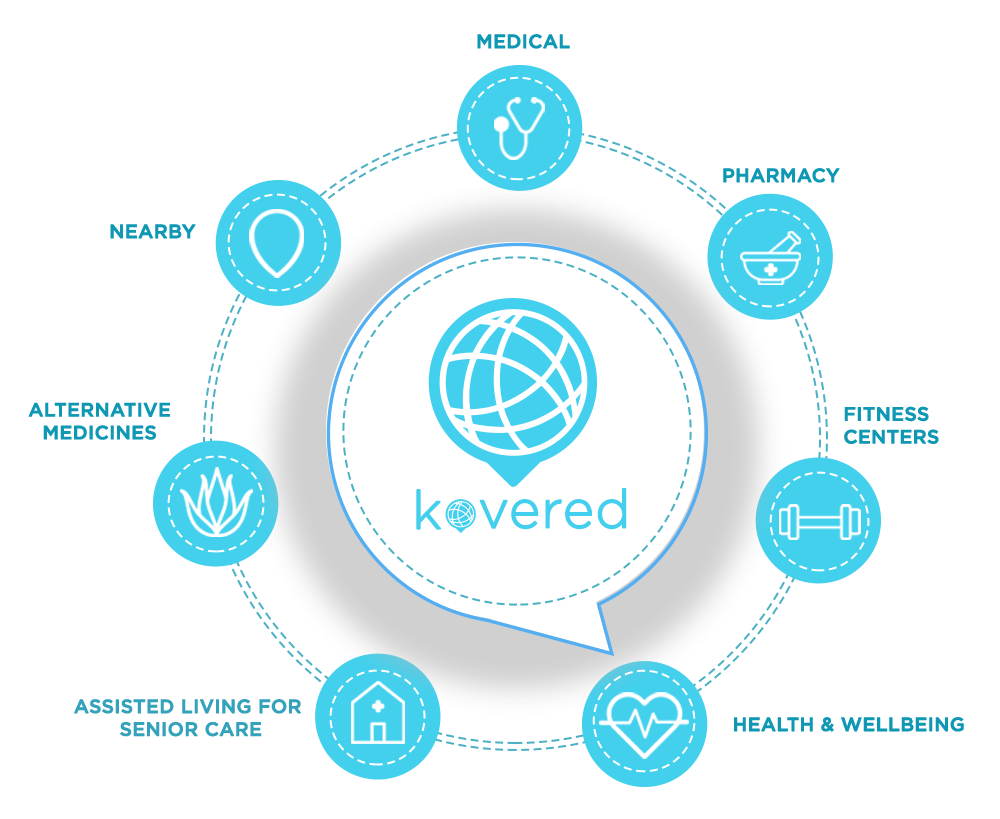 MEDICAL
PHARMACY
NEARBY
ALTERNATIVE
MEDICINES
FITNESS
CENTERS
kovered
ASSISTED LIVING FOR
SENIOR CARE
HEALTH & WELLBEING